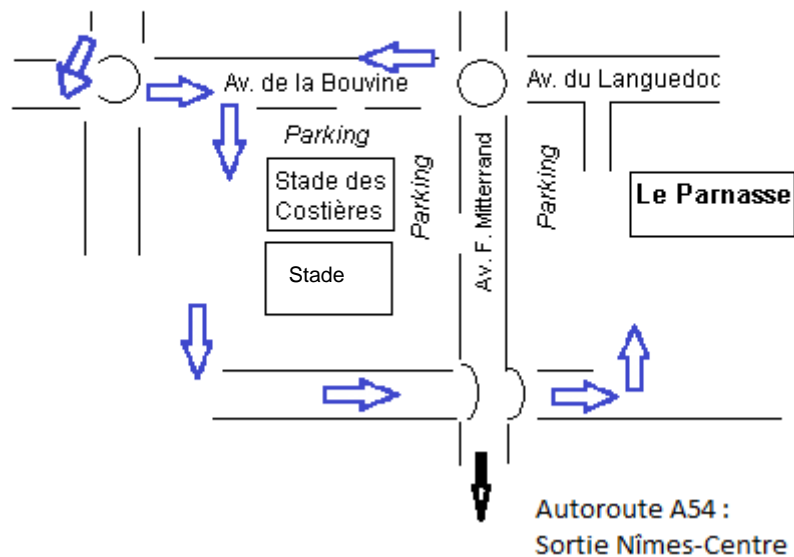 Av. de la Bouvine
Av. du Languedoc
Parking
Stade des
Costières
Parking
Av. F. Mitterrand
Parking
Le Parnasse
Stade
Autoroute A54 :
Sortie Nîmes-Centre